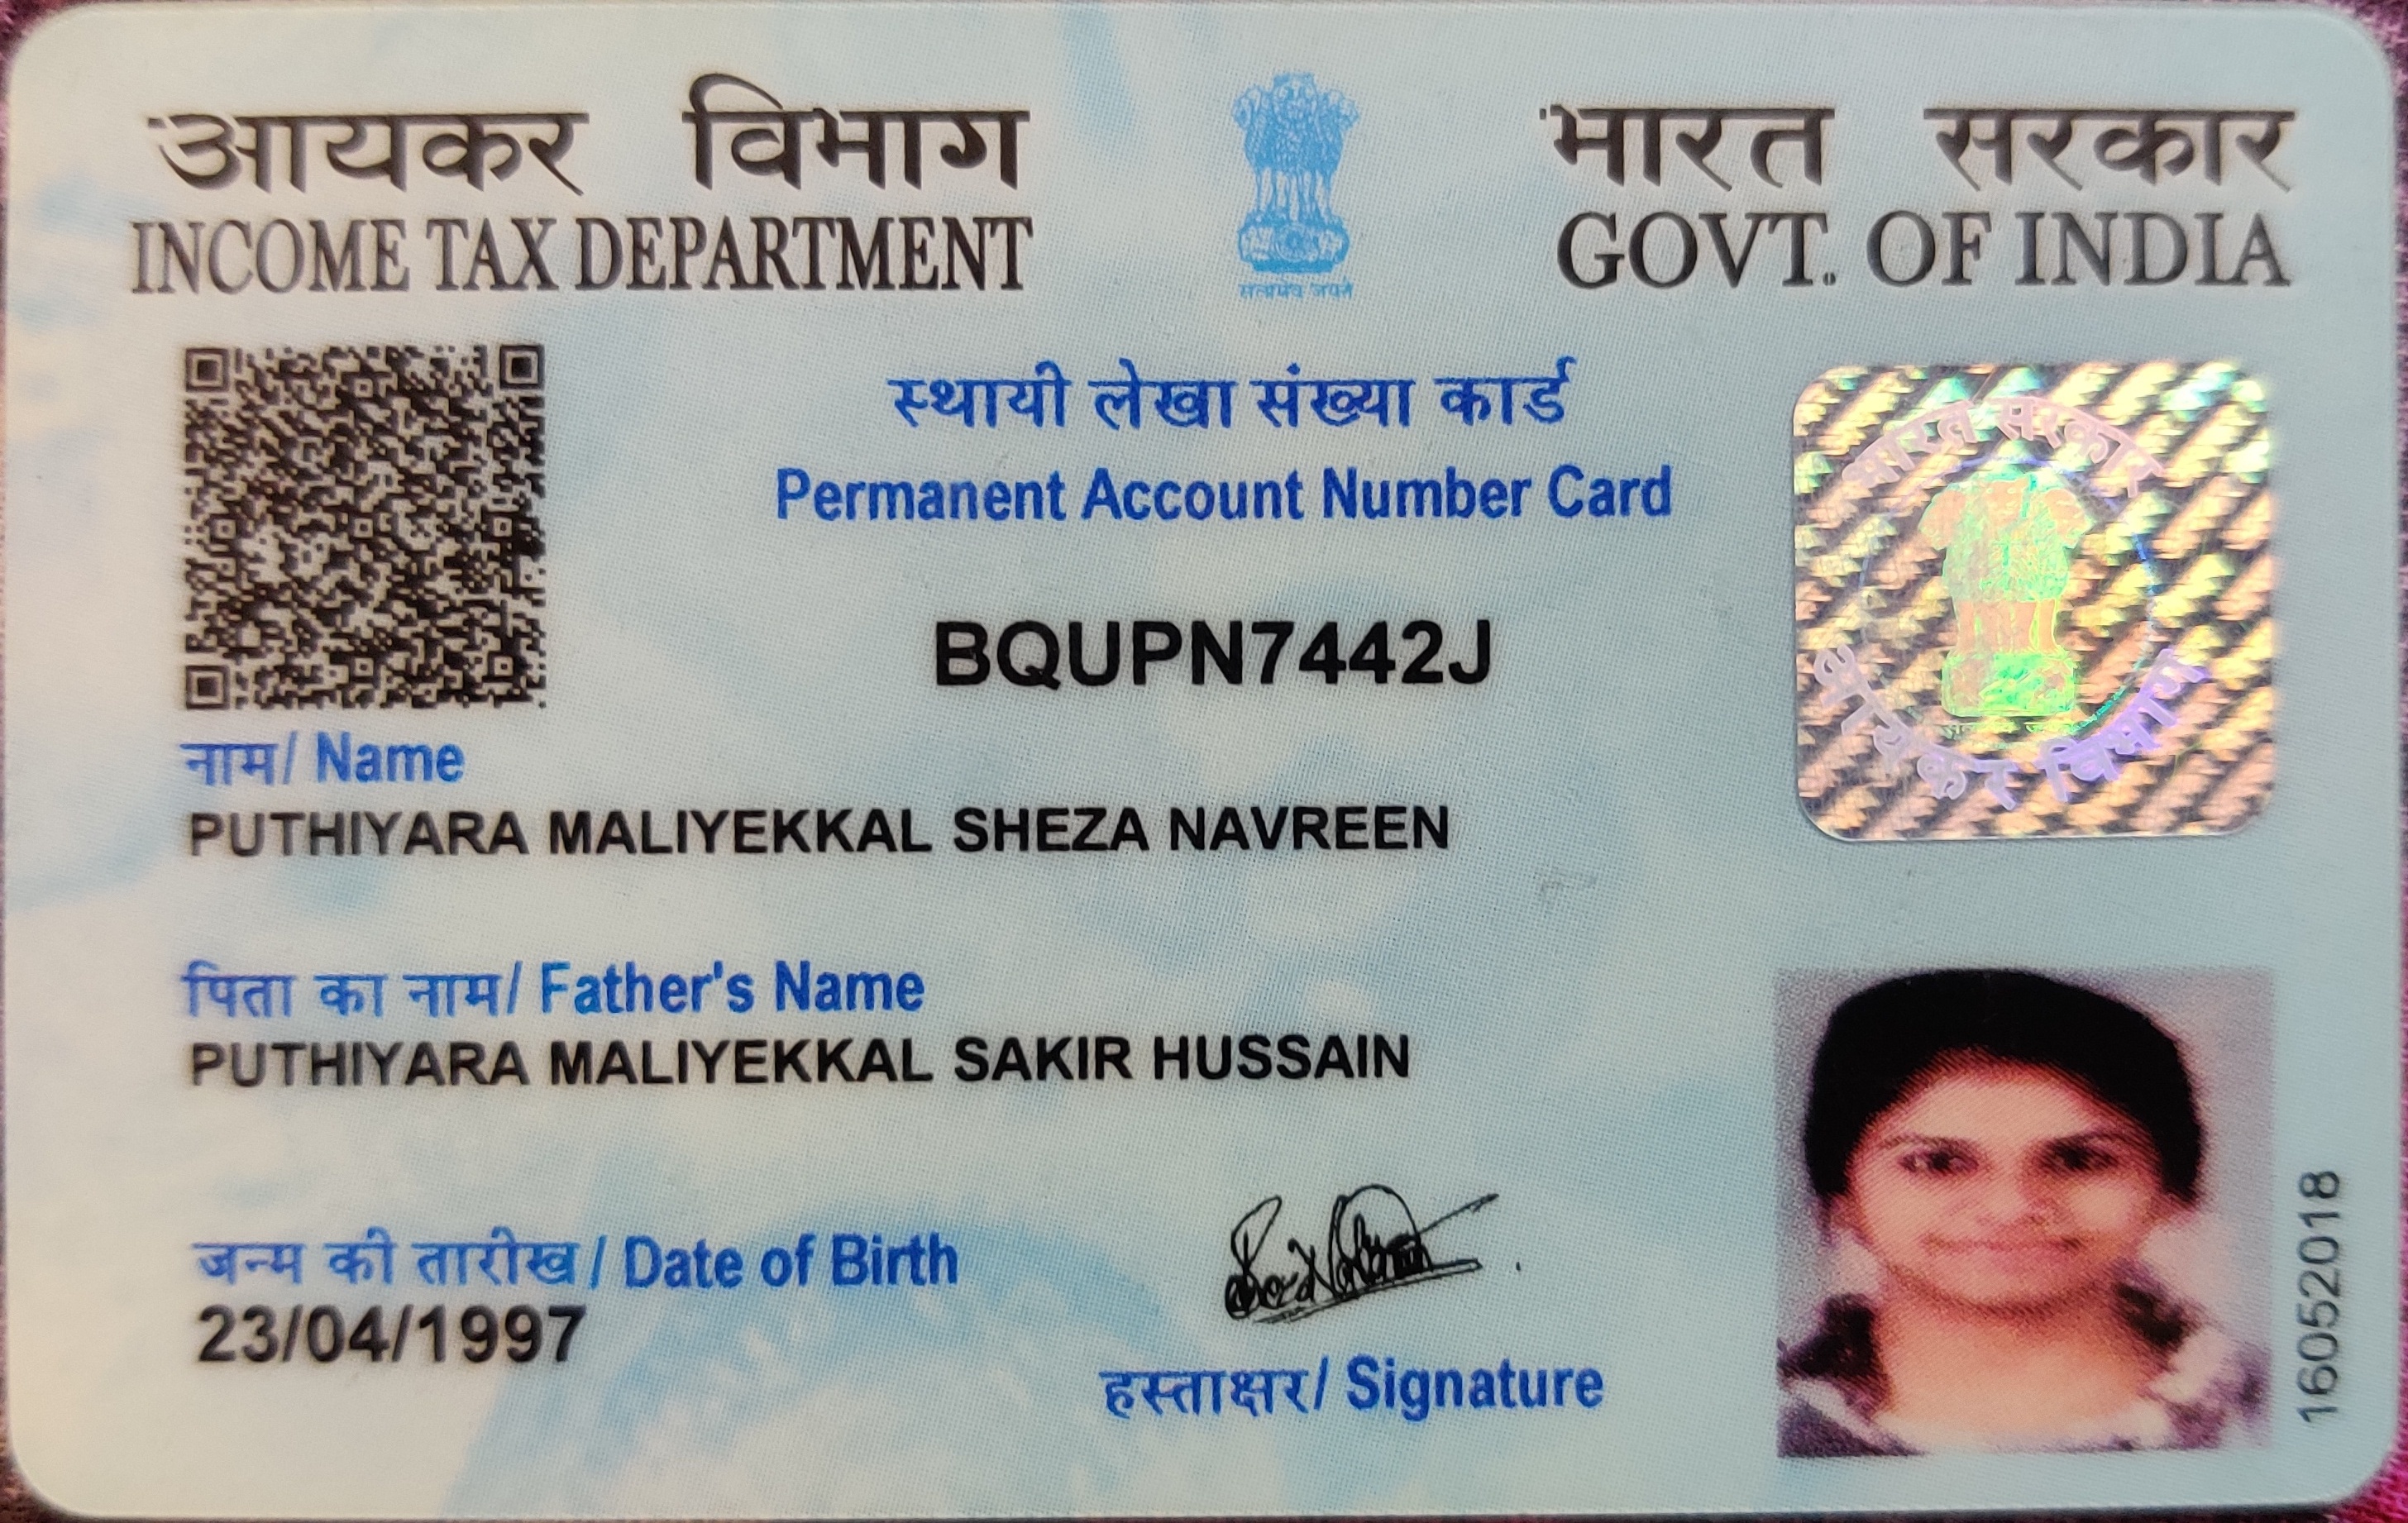 आयकर विभाग
INCOME TAX DEPARTMENT
सत्यमेव जयते
भारत सरकार
GOVT. OF INDIA
स्थायी लेखा संख्या कार्ड
Permanent Account Number Card
BQUPN7442J
भारत सरकार
आयकर विभाग
नाम/ Name
PUTHIYARA MALIYEKKAL SHEZA NAVREEN
पिता का नाम/ Father's Name
PUTHIYARA MALIYEKKAL SAKIR HUSSAIN
जन्म की तारीख / Date of Birth
23/04/1997
हस्ताक्षर/ Signature
16052018